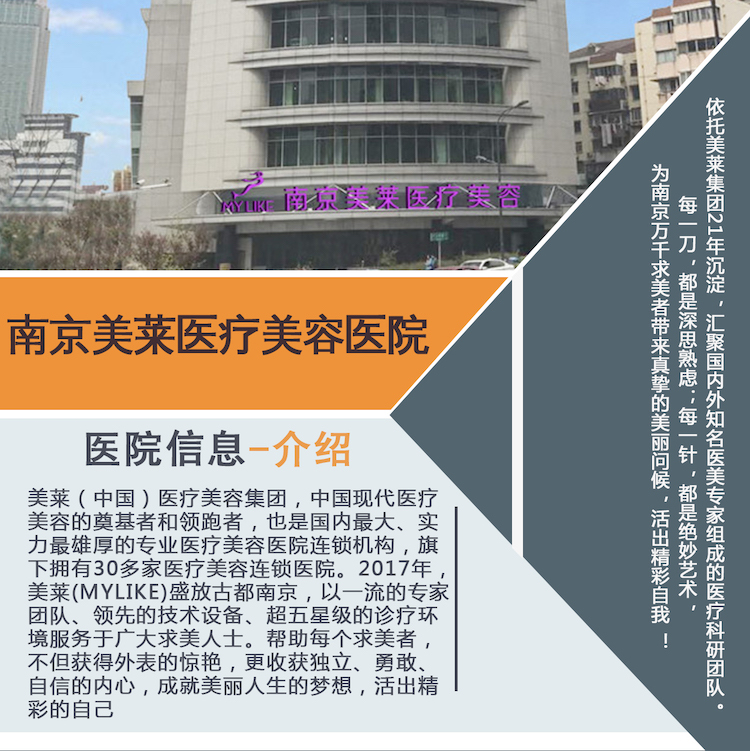 MYLIKE 南京美莱医疗美容
南京美莱医疗美容医院
医院信息-介绍
美莱（中国）医疗美容集团，中国现代医疗
美容的奠基者和领跑者，也是国内最大、实
力最雄厚的专业医疗美容医院连锁机构，旗
下拥有30多家医疗美容连锁医院。2017年，
美莱(MYLIKE)盛放古都南京，以一流的专家
团队、领先的技术设备、超五星级的诊疗环
境服务于广大求美人士。帮助每个求美者，
不但获得外表的惊艳，更收获独立、勇敢、
自信的内心，成就美丽人生的梦想，活出精
彩的自己
依托美莱集团21年沉淀，汇聚国内外知名医美专家组成的医疗科研团队。
每一刀，都是深思熟虑；每一针，都是绝妙艺术，
为南京万千求美者带来真挚的美丽问候，活出精彩自我！